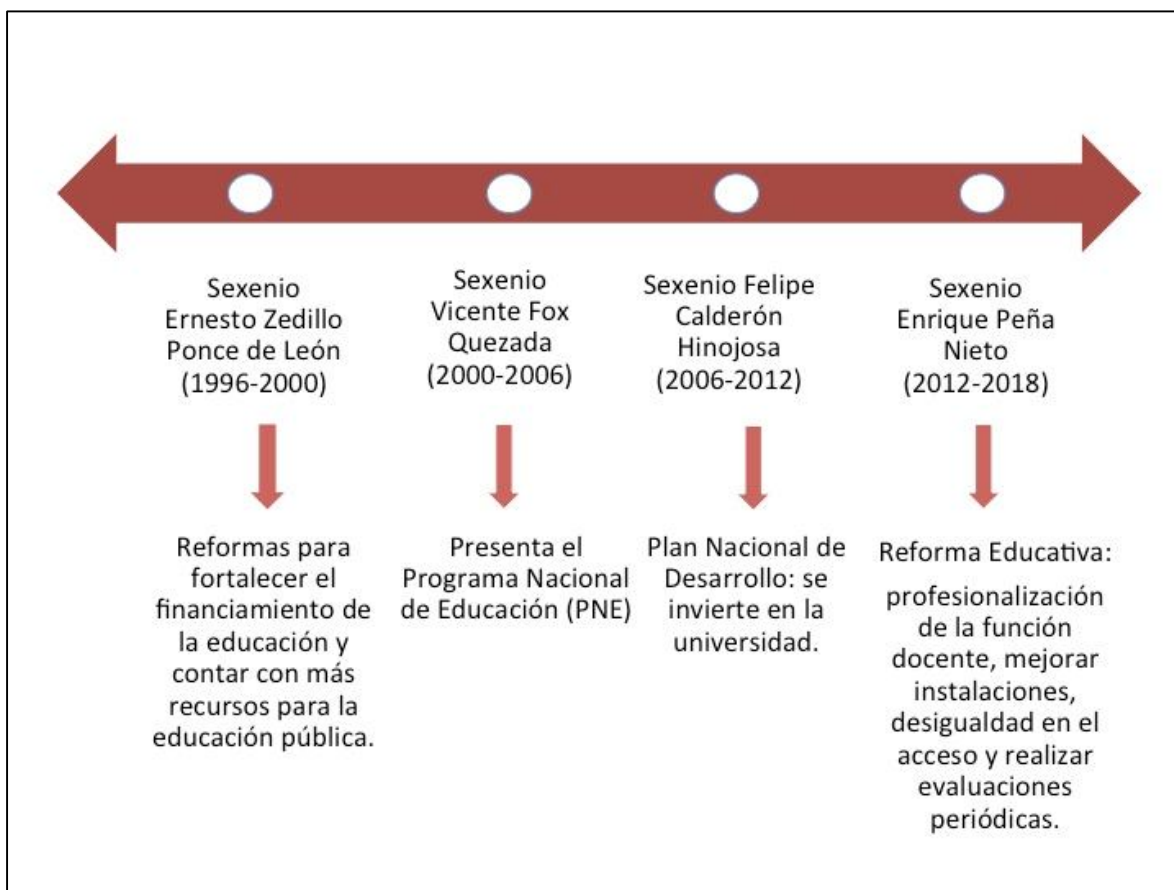 Sexenio
Ernesto Zedillo
Ponce de León
(1996-2000)
Sexenio
Vicente Fox
Quezada
(2000-2006)
Sexenio Felipe
Calderón
Hinojosa
(2006-2012)
Sexenio
Enrique Peña
Nieto
(2012-2018)
Reformas para
fortalecer el
financiamiento de
la educación y
contar con más
recursos para la
educación pública.
Presenta el
Programa Nacional
de Educación (PNE)
Plan Nacional de
Desarrollo: se
invierte en la
universidad.
Reforma Educativa:
profesionalización
de la función
docente, mejorar
instalaciones,
desigualdad en el
acceso y realizar
evaluaciones
periódicas.